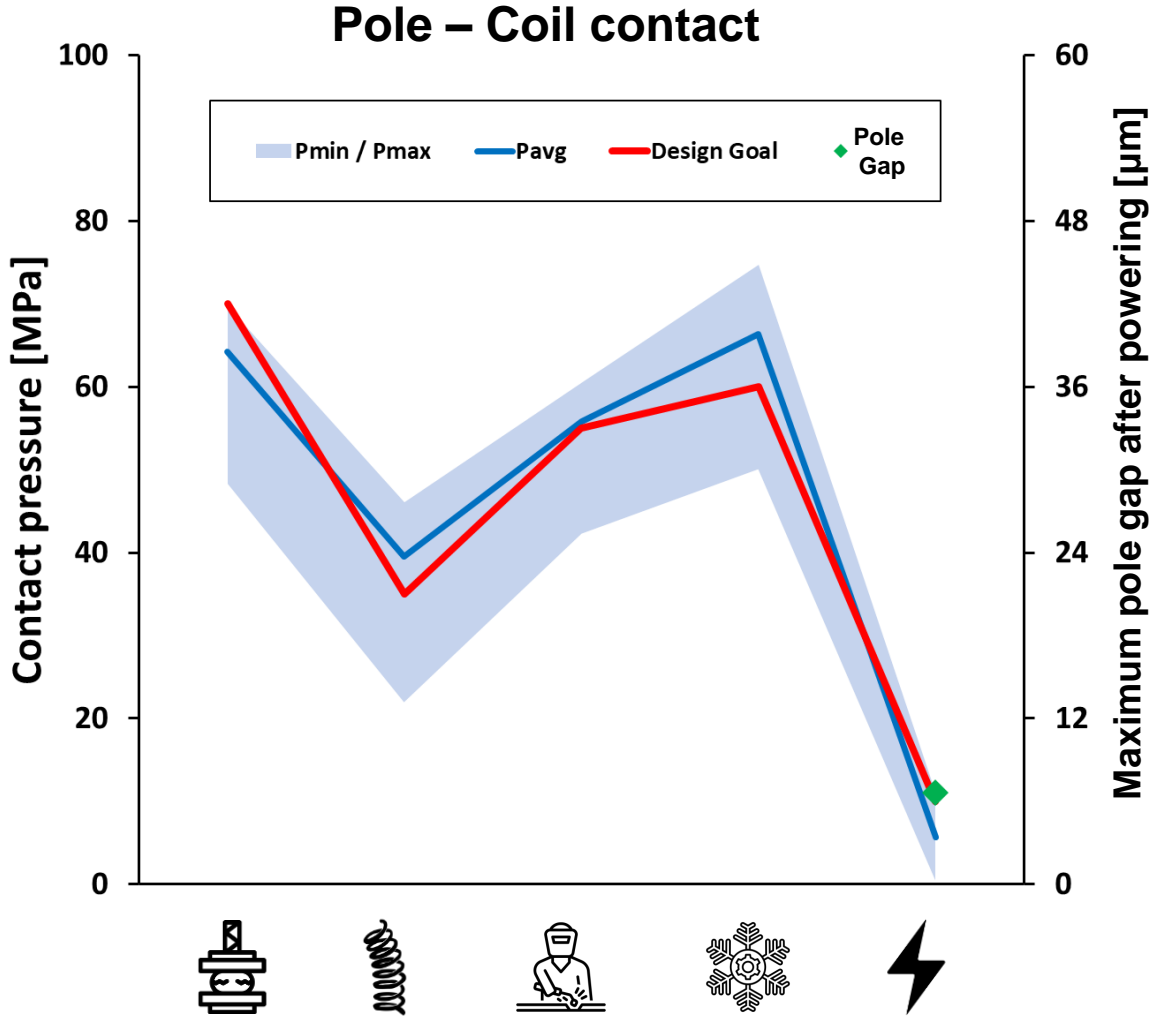 Pole – Coil contact
100
80
60
40
20
0
Contact pressure [MPa]
Pmin / Pmax
Pavg
Design Goal
Pole
Gap
60
48
36
24
12
0
Maximum pole gap after powering [µm]